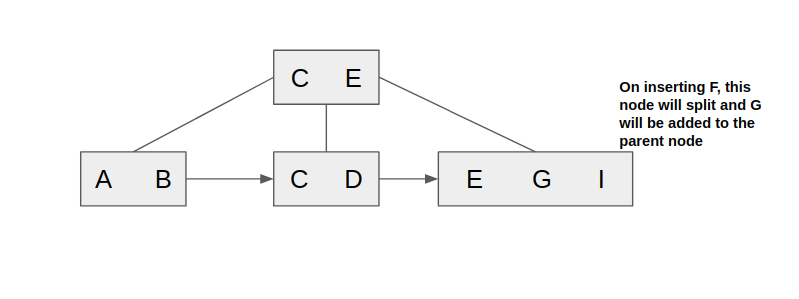 C E
On inserting F, this
node will split and G
will be added to the
parent node
A B
C D
E G I